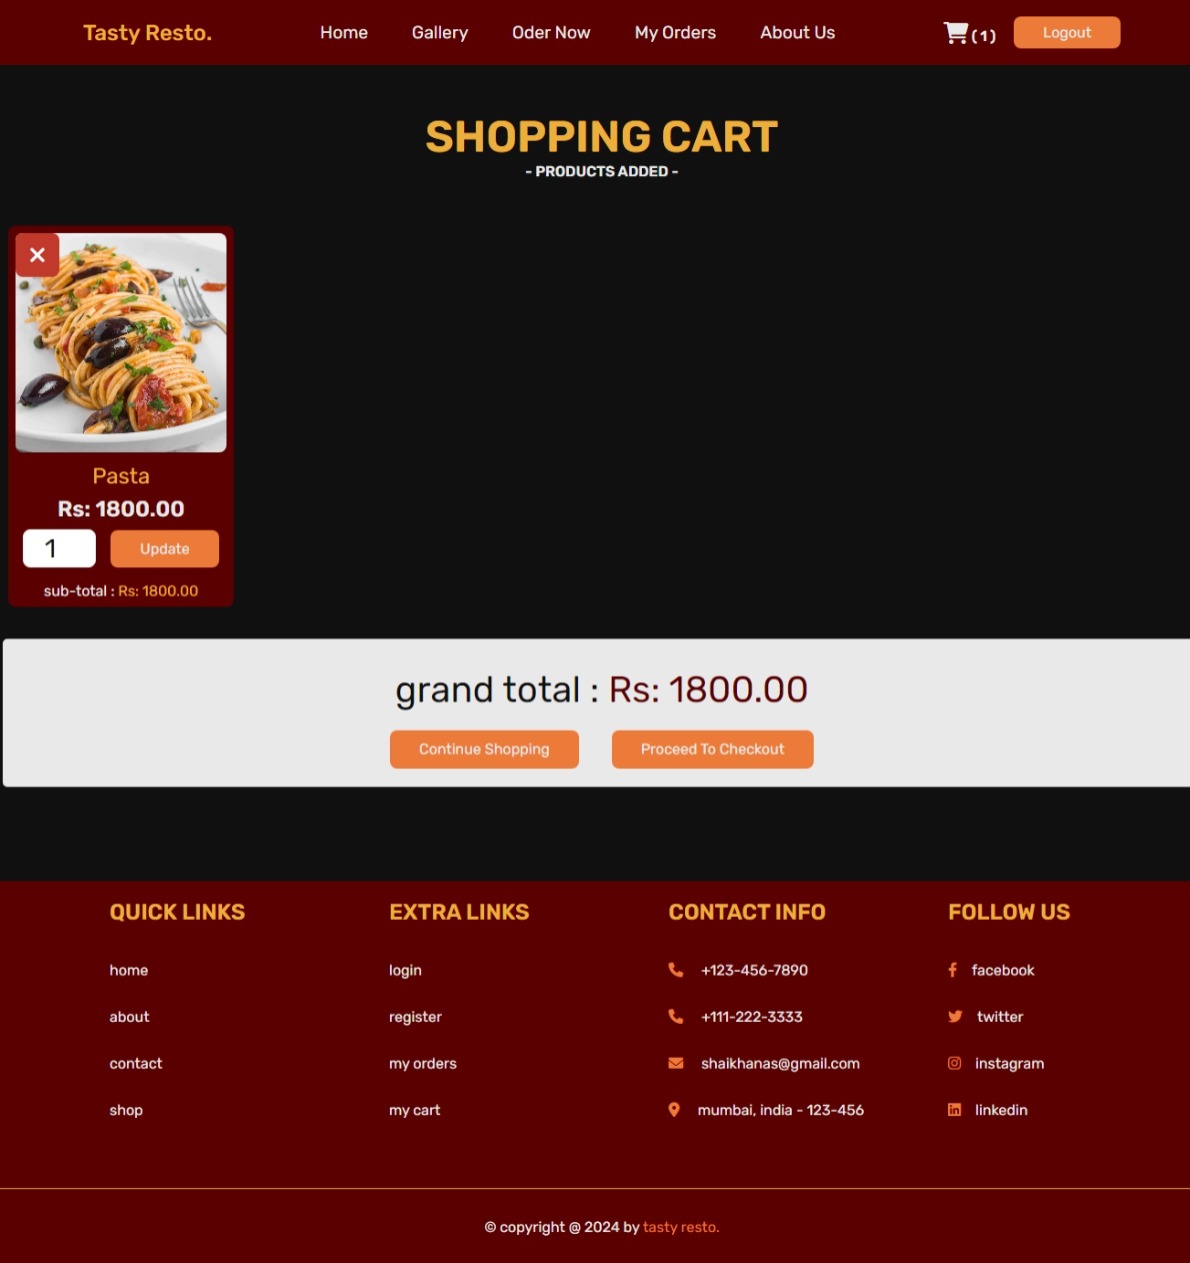 Tasty Resto.
Home Gallery Oder Now My Orders About Us
(1)
Logout
SHOPPING CART
- PRODUCTS ADDED -
Pasta
Rs: 1800.00
1 Update
sub-total : Rs: 1800.00
grand total : Rs: 1800.00
Continue Shopping Proceed To Checkout
QUICK LINKS
home
about
contact
shop
EXTRA LINKS
login
register
my orders
my cart
CONTACT INFO
+123-456-7890
+111-222-3333
shaikhanas@gmail.com
mumbai, india - 123-456
FOLLOW US
facebook
twitter
instagram
linkedin
© copyright @ 2024 by tasty resto.